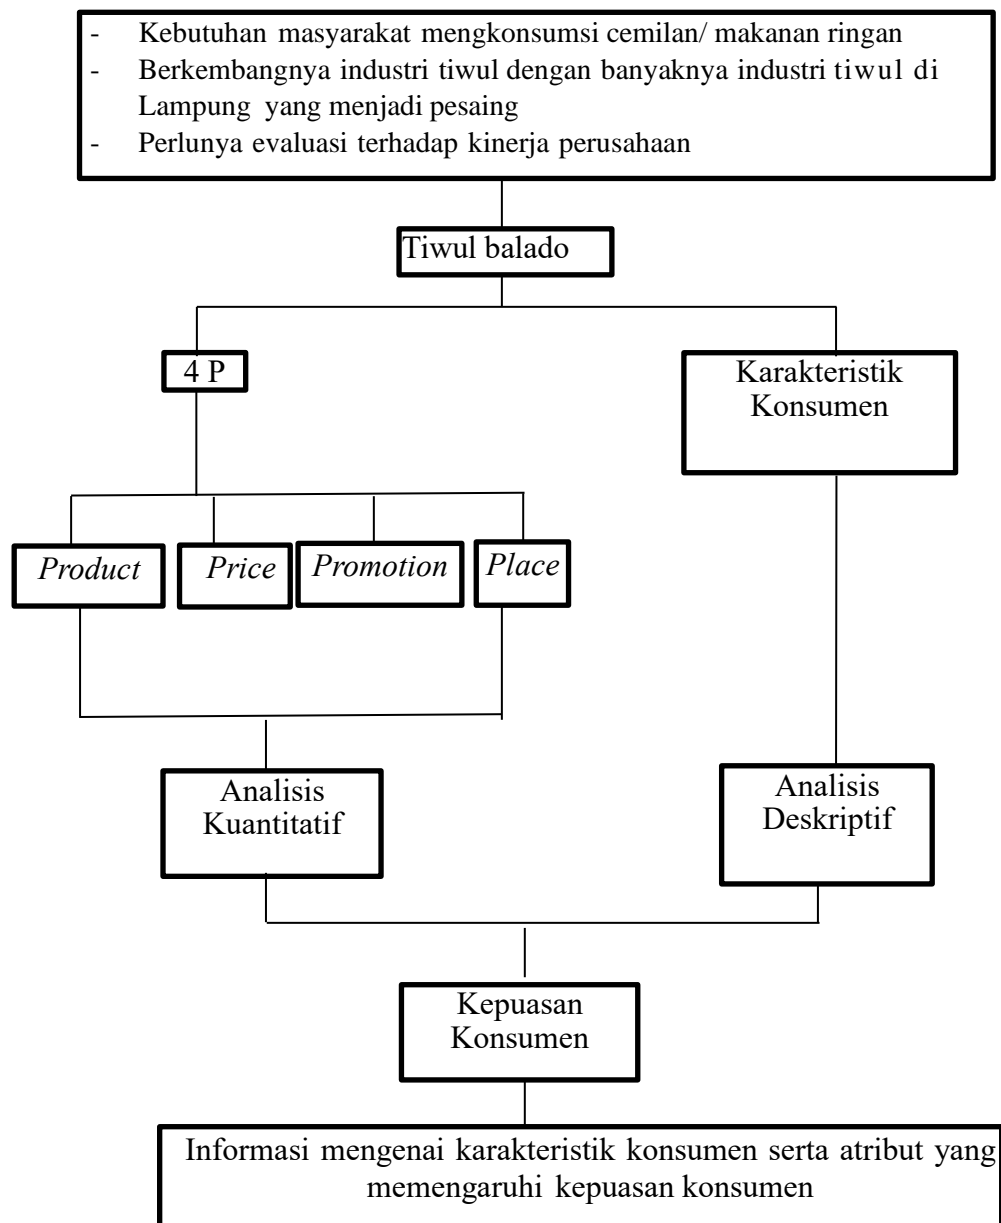 - Kebutuhan masyarakat mengkonsumsi cemilan/ makanan ringan
- Berkembangnya industri tiwul dengan banyaknya industri tiwul di
Lampung yang menjadi pesaing
- Perlunya evaluasi terhadap kinerja perusahaan
Tiwul balado
4 P
Karakteristik
Konsumen
Product
Price
Promotion
Place
Analisis
Kuantitatif
Analisis
Deskriptif
Kepuasan
Konsumen
Informasi mengenai karakteristik konsumen serta atribut yang
memengaruhi kepuasan konsumen